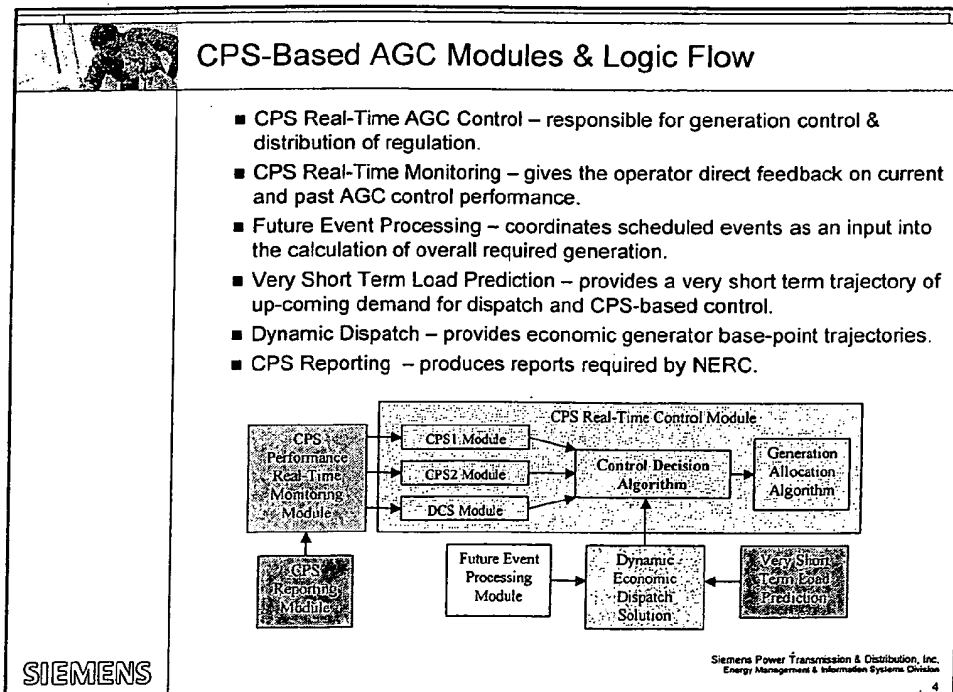 CPS-Based AGC Modules & Logic Flow
■ CPS Real-Time AGC Control – responsible for generation control &
distribution of regulation.
■ CPS Real-Time Monitoring – gives the operator direct feedback on current
and past AGC control performance.
■ Future Event Processing – coordinates scheduled events as an input into
the calculation of overall required generation.
■ Very Short Term Load Prediction – provides a very short term trajectory of
up-coming demand for dispatch and CPS-based control.
■ Dynamic Dispatch – provides economic generator base-point trajectories.
■ CPS Reporting – produces reports required by NERC.
CPS Real-Time Control Module
CPS
Performance
Real-Time
Monitoring
Module
CPS1 Module
CPS2 Module
DCS Module
Control Decision
Algorithm
Generation
Allocation
Algorithm
CPS
Reporting
Module
Future Event
Processing
Module
Dynamic
Economic
Dispatch
Solution
Very Short
Term Load
Prediction
SIEMENS
Siemens Power Transmission & Distribution, Inc.
Energy Management & Information Systems Division
4